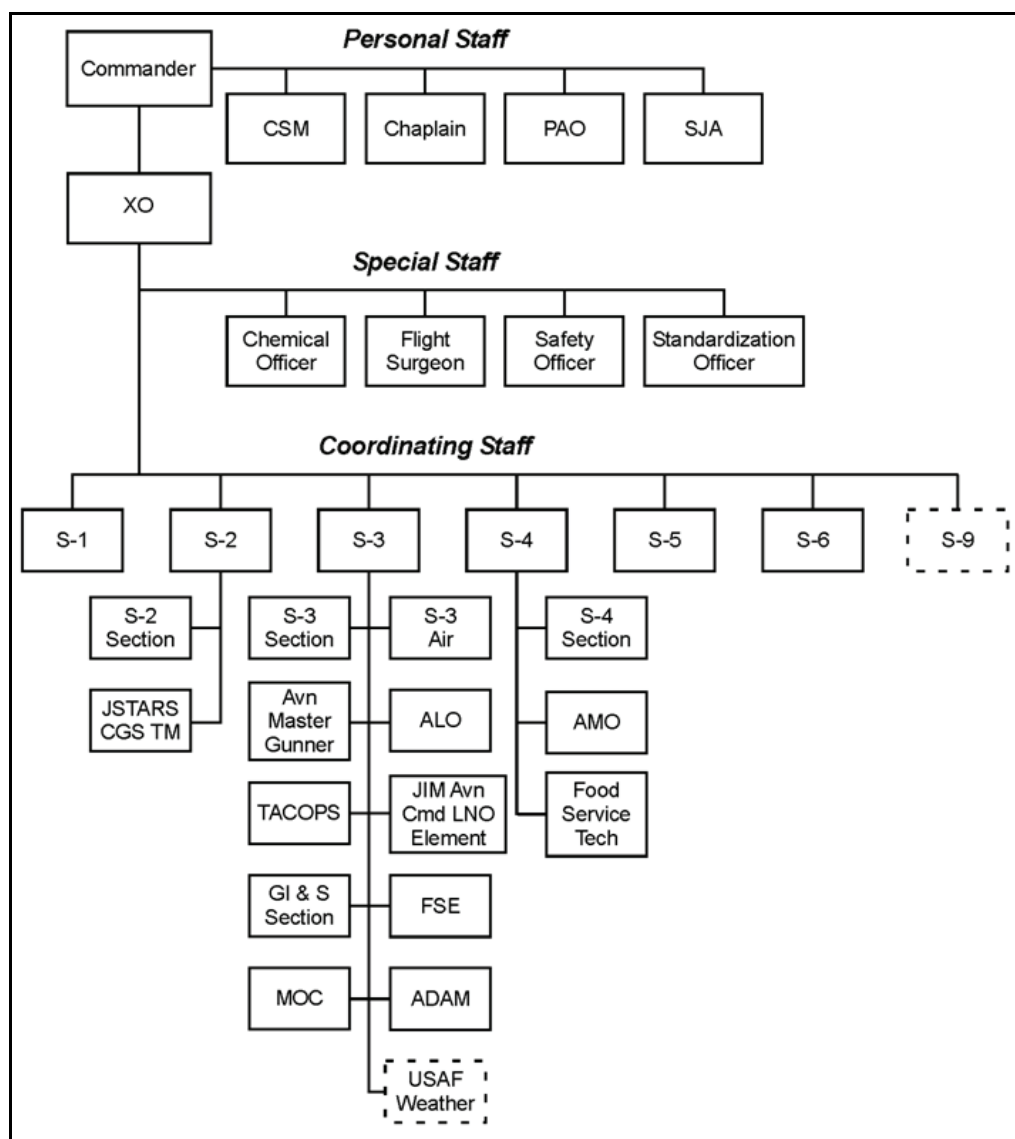 Personal Staff
Commander
CSM
Chaplain
PAO
SJA
XO
Special Staff
Chemical
Officer
Flight
Surgeon
Safety
Officer
Standardization
Officer
Coordinating Staff
S-1
S-2
S-3
S-4
S-5
S-6
S-9
S-2
Section
S-3
Section
S-3
Air
S-4
Section
JSTARS
CGS TM
Avn
Master
Gunner
ALO
AMO
TACOPS
JIM Avn
Cmd LNO
Element
Food
Service
Tech
GI & S
Section
FSE
MOC
ADAM
USAF
Weather